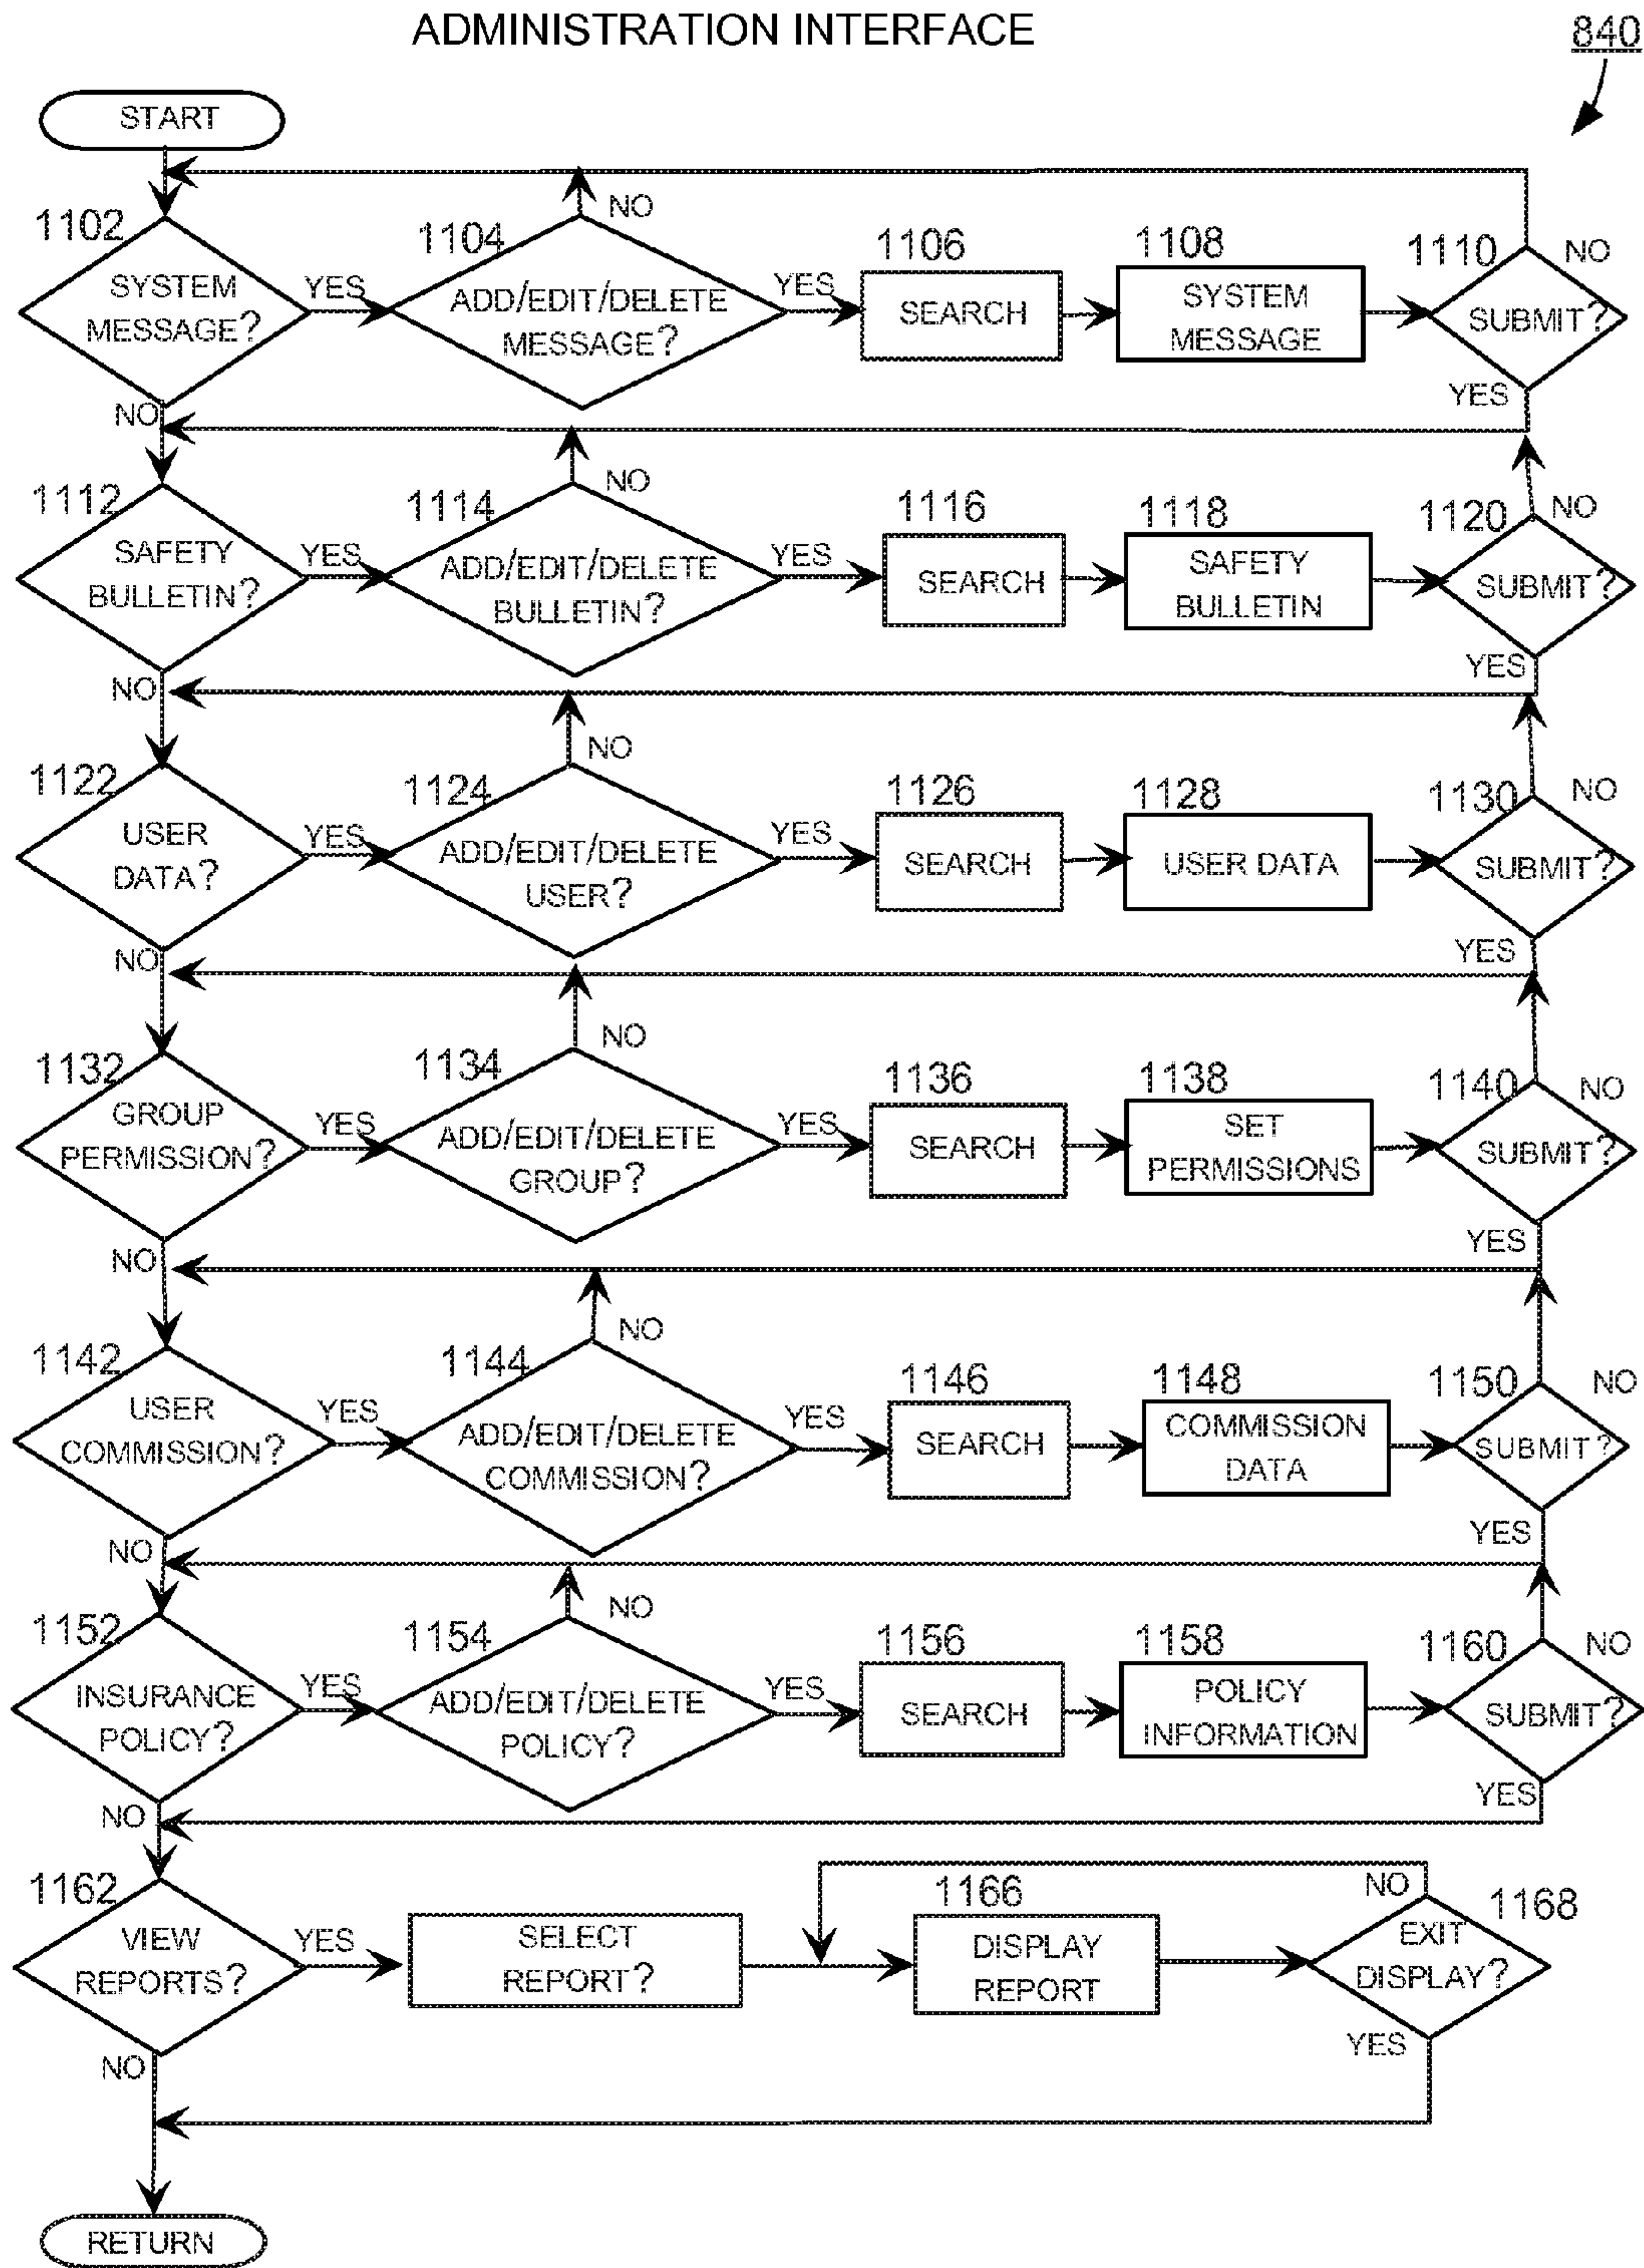 ADMINISTRATION INTERFACE
840
START
1102
SYSTEM
MESSAGE?
YES
NO
1104
ADD/EDIT/DELETE
MESSAGE?
NO
YES
1106
SEARCH
1108
SYSTEM
MESSAGE
1110
SUBMIT?
NO
YES
1112
SAFETY
BULLETIN?
YES
NO
1114
ADD/EDIT/DELETE
BULLETIN?
NO
YES
1116
SEARCH
1118
SAFETY
BULLETIN
1120
SUBMIT?
NO
YES
1122
USER
DATA?
YES
NO
1124
ADD/EDIT/DELETE
USER?
NO
YES
1126
SEARCH
1128
USER DATA
1130
SUBMIT?
NO
YES
1132
GROUP
PERMISSION?
YES
NO
1134
ADD/EDIT/DELETE
GROUP?
NO
YES
1136
SEARCH
1138
SET
PERMISSIONS
1140
SUBMIT?
NO
YES
1142
USER
COMMISSION?
YES
NO
1144
ADD/EDIT/DELETE
COMMISSION?
NO
YES
1146
SEARCH
1148
COMMISSION
DATA
1150
SUBMIT?
NO
YES
1152
INSURANCE
POLICY?
YES
NO
1154
ADD/EDIT/DELETE
POLICY?
NO
YES
1156
SEARCH
1158
POLICY
INFORMATION
1160
SUBMIT?
NO
YES
1162
VIEW
REPORTS?
YES
NO
SELECT
REPORT?
1166
DISPLAY
REPORT
1168
EXIT
DISPLAY?
NO
YES
RETURN